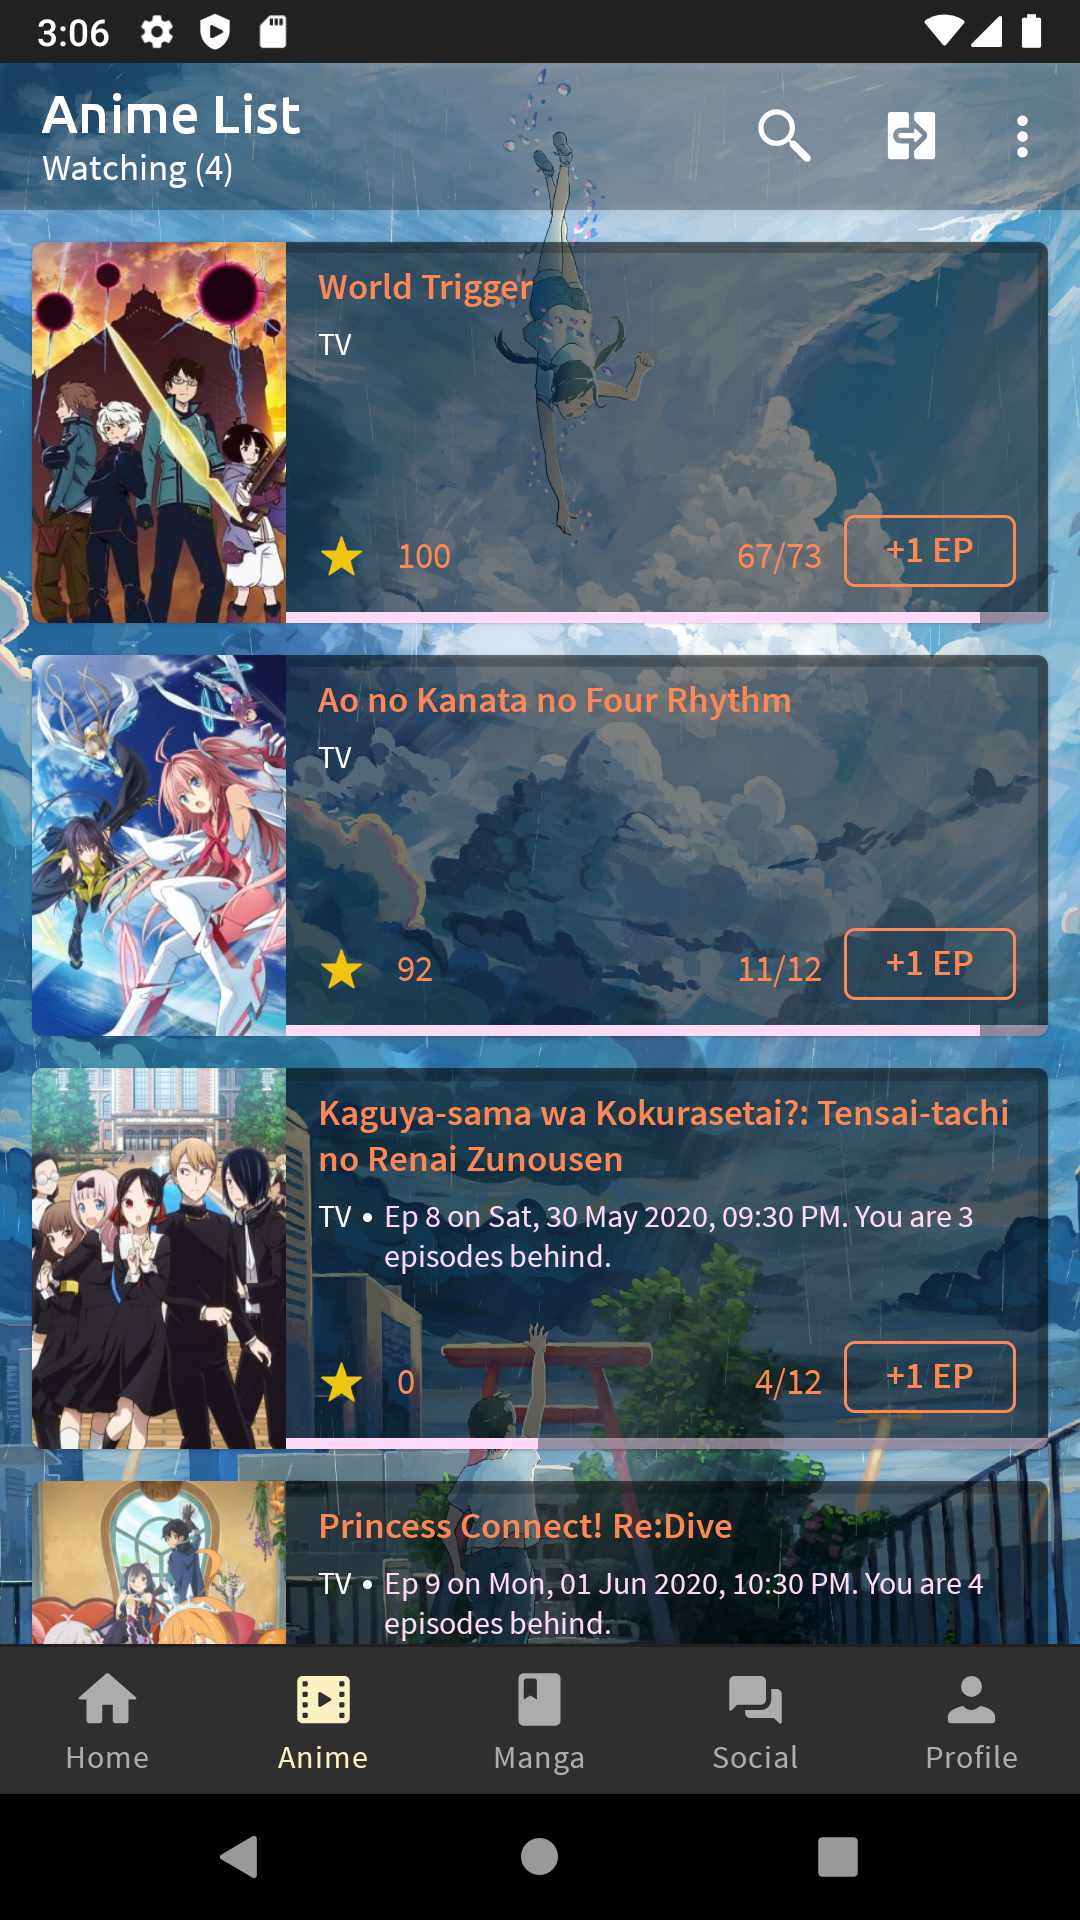 3:06
Anime List
Watching (4)
World Trigger
TV
100
67/73
+1 EP
Ao no Kanata no Four Rhythm
TV
92
11/12
+1 EP
Kaguya-sama wa Kokurasetai?: Tensai-tachi
no Renai Zunousen
TV • Ep 8 on Sat, 30 May 2020, 09:30 PM. You are 3
episodes behind.
0
4/12
+1 EP
Princess Connect! Re:Dive
TV • Ep 9 on Mon, 01 Jun 2020, 10:30 PM. You are 4
episodes behind.
Home
Anime
Manga
Social
Profile